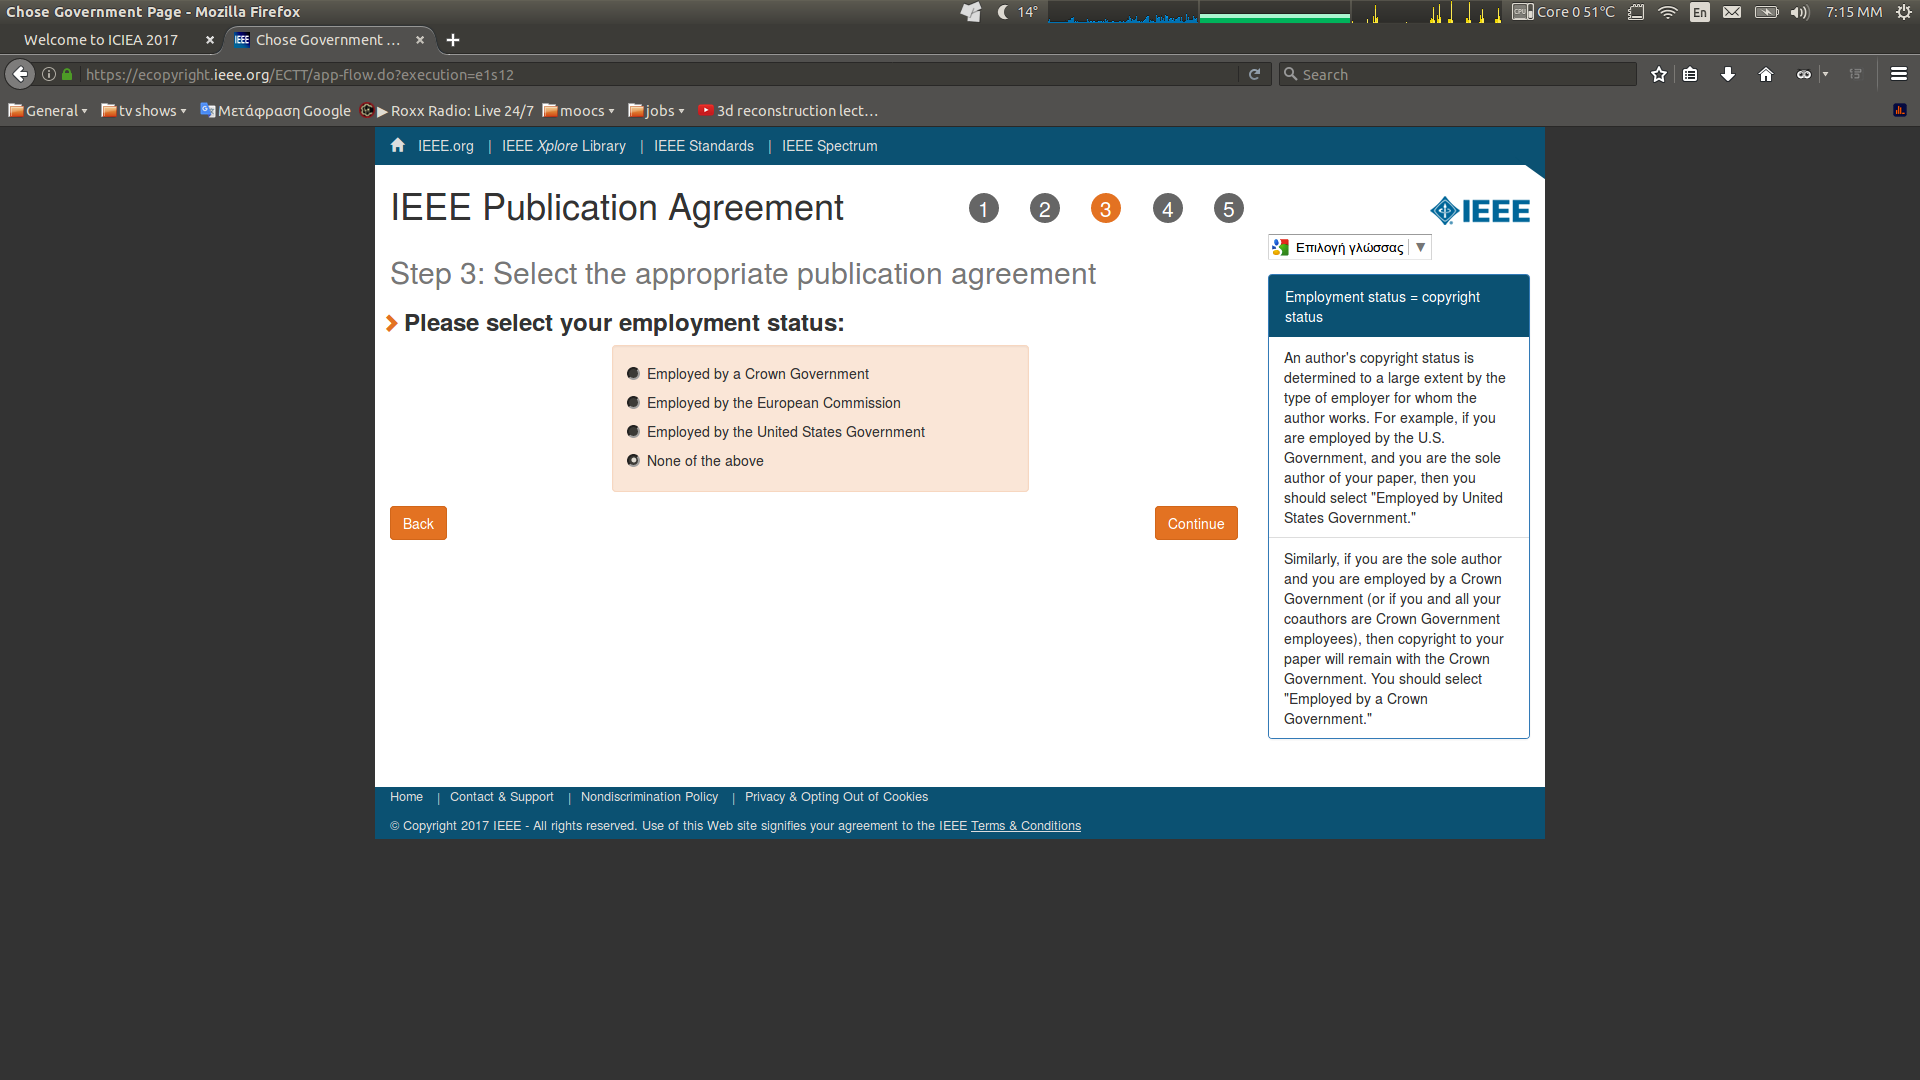 Chose Government Page - Mozilla Firefox
14° Core 0 51°C En 7:15 MM
Welcome to ICIEA 2017 × IEEE Chose Government ... × +
https://ecopyright.ieee.org/ECTT/app-flow.do?execution=e1s12
Search
General tv shows Μετάφραση Google ▶ Roxx Radio: Live 24/7 moocs jobs 3d reconstruction lect...
IEEE.org | IEEE Xplore Library | IEEE Standards | IEEE Spectrum
IEEE Publication Agreement
1 2 3 4 5
IEEE
Επιλογή γλώσσας ▼
Step 3: Select the appropriate publication agreement
Please select your employment status:
Employed by a Crown Government
Employed by the European Commission
Employed by the United States Government
None of the above
Back
Continue
Employment status = copyright
status
An author's copyright status is
determined to a large extent by the
type of employer for whom the
author works. For example, if you
are employed by the U.S.
Government, and you are the sole
author of your paper, then you
should select "Employed by United
States Government."
Similarly, if you are the sole author
and you are employed by a Crown
Government (or if you and all your
coauthors are Crown Government
employees), then copyright to your
paper will remain with the Crown
Government. You should select
"Employed by a Crown
Government."
Home | Contact & Support | Nondiscrimination Policy | Privacy & Opting Out of Cookies
© Copyright 2017 IEEE - All rights reserved. Use of this Web site signifies your agreement to the IEEE Terms & Conditions